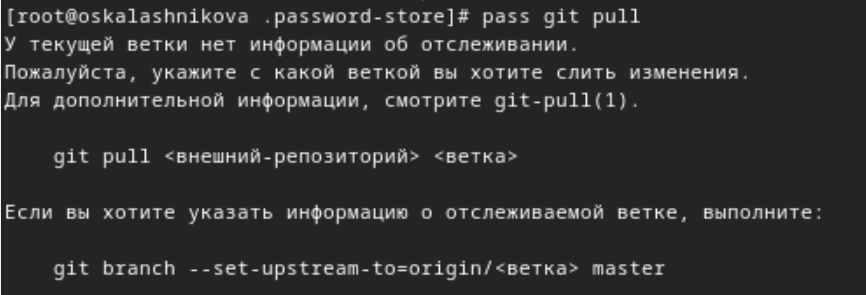 [root@oskalashnikova .password-store]# pass git pull
У текущей ветки нет информации об отслеживании.
Пожалуйста, укажите с какой веткой вы хотите слить изменения.
Для дополнительной информации, смотрите git-pull(1).
git pull <внешний-репозиторий> <ветка>
Если вы хотите указать информацию о отслеживаемой ветке, выполните:
git branch --set-upstream-to=origin/<ветка> master